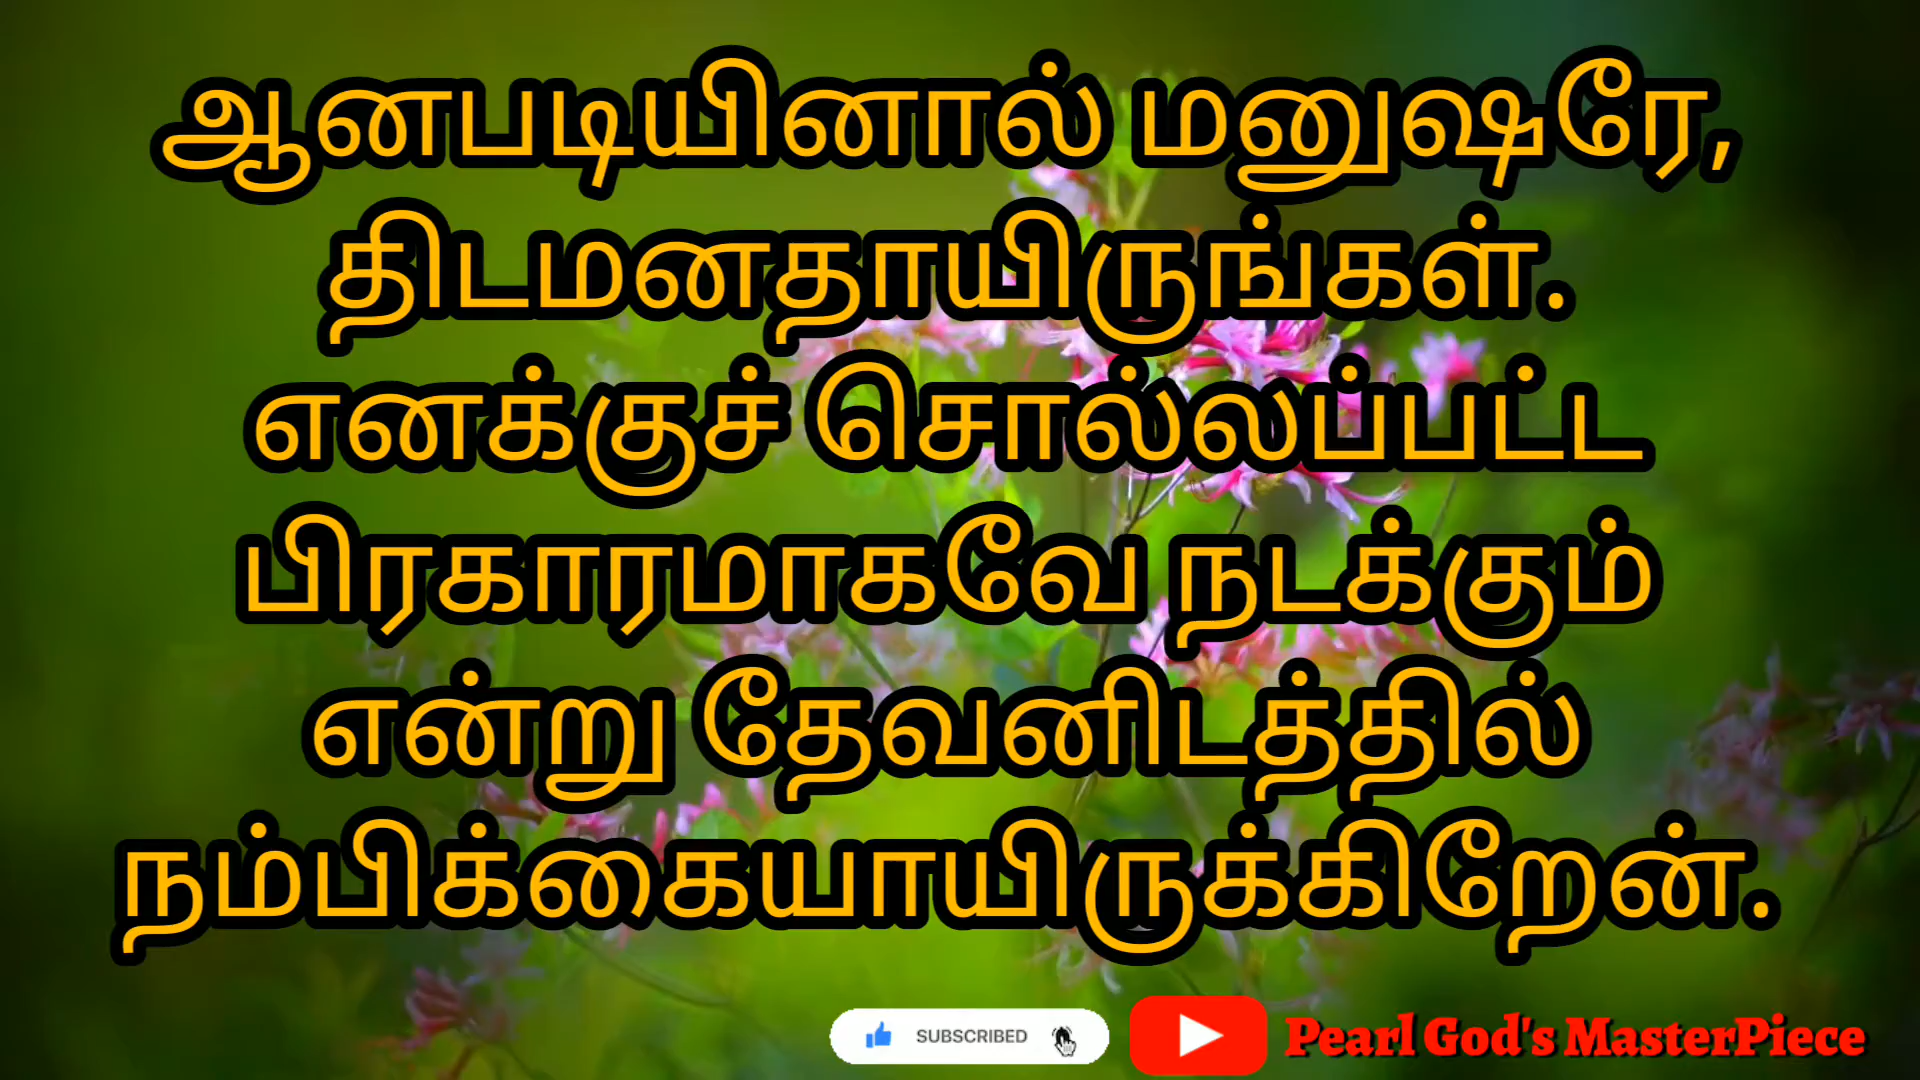 ஆனபடியினால் மனுஷரே,
திடமனதாயிருங்கள்.
எனக்குச் சொல்லப்பட்ட
பிரகாரமாகவே நடக்கும்
என்று தேவனிடத்தில்
நம்பிக்கையாயிருக்கிறேன்.
SUBSCRIBED
Pearl God's MasterPiece